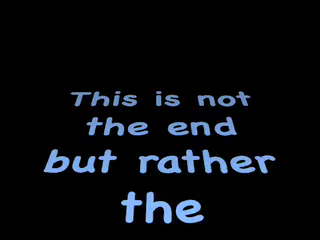 This is not
the end
but rather
the